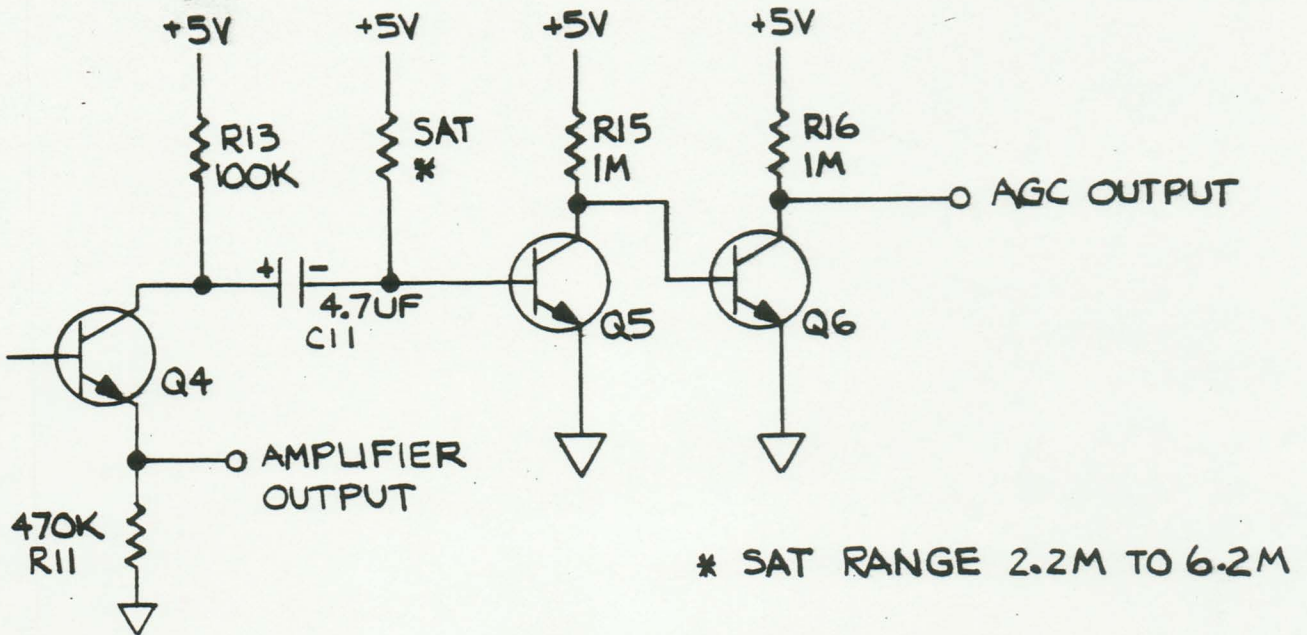 +5V
+5V
+5V
+5V
R13
100K
SAT
*
R15
1M
R16
1M
AGC OUTPUT
+
-
4.7UF
C11
Q5
Q6
Q4
AMPLIFIER
OUTPUT
470K
R11
* SAT RANGE 2.2M TO 6.2M